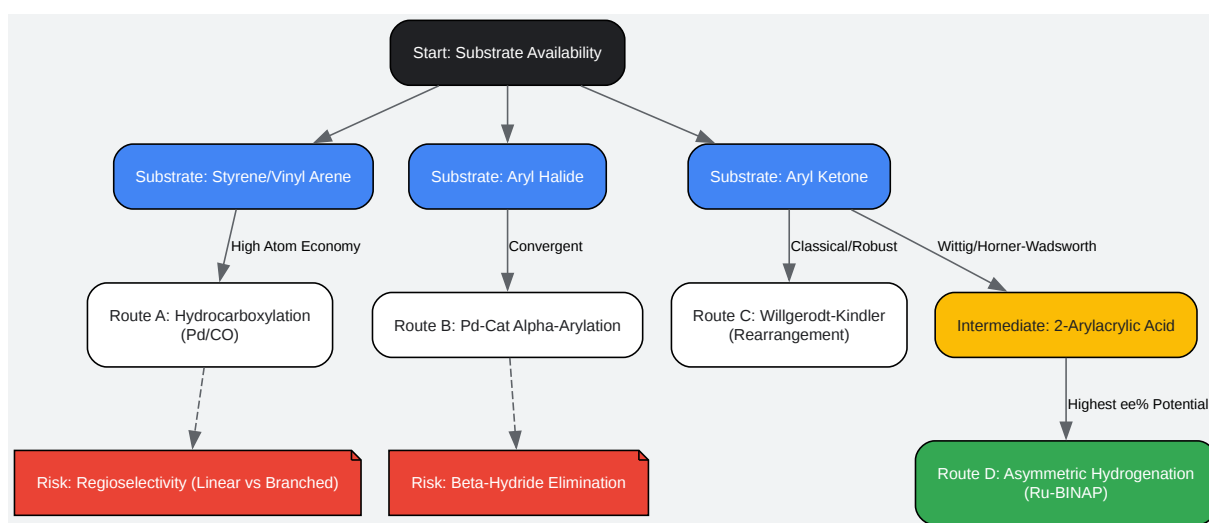 Start: Substrate Availability
Substrate: Styrene/Vinyl Arene
Substrate: Aryl Halide
Substrate: Aryl Ketone
High Atom Economy
Convergent
Classical/Robust
Wittig/Horner-Wadsworth
Route A: Hydrocarboxylation
(Pd/CO)
Route B: Pd-Cat Alpha-Arylation
Route C: Willgerodt-Kindler
(Rearrangement)
Intermediate: 2-Arylacrylic Acid
Highest ee% Potential
Risk: Regioselectivity (Linear vs Branched)
Risk: Beta-Hydride Elimination
Route D: Asymmetric Hydrogenation
(Ru-BINAP)